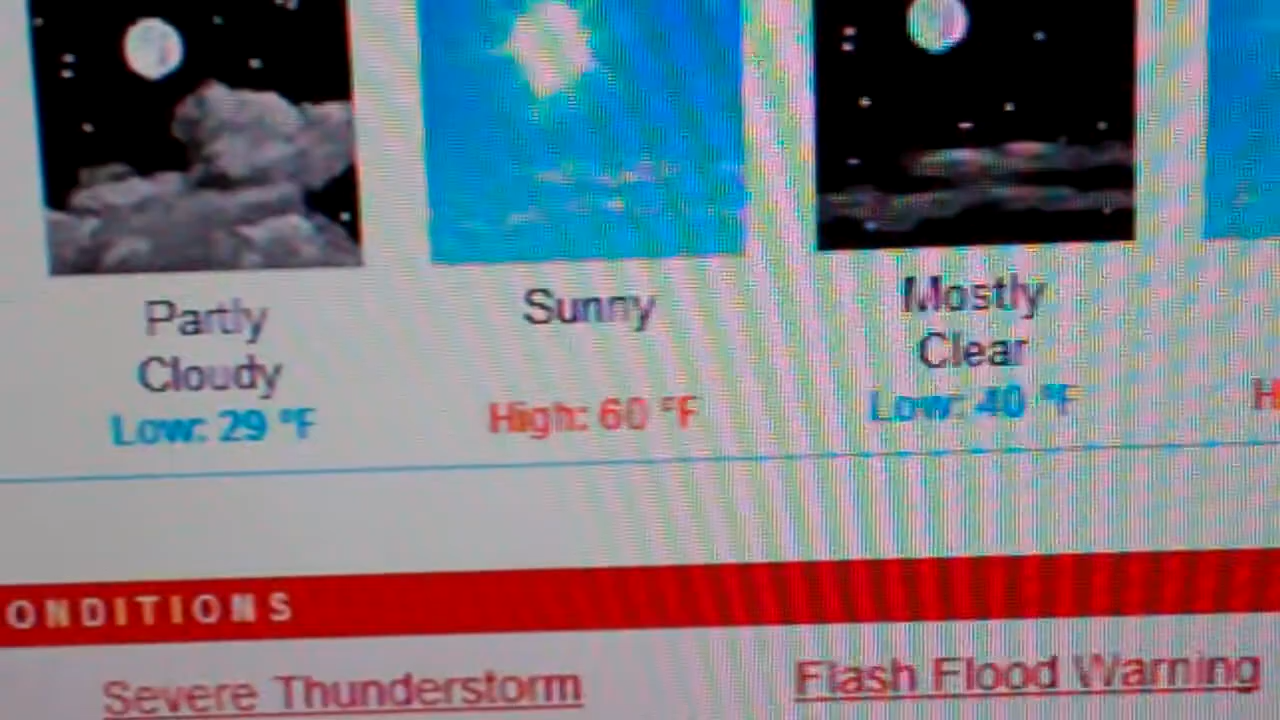 Partly
Cloudy
Low: 29 °F
Sunny
High: 60 °F
Mostly
Clear
Low: 40 °F
H
ONDITIONS
Severe Thunderstorm
Flash Flood Warning